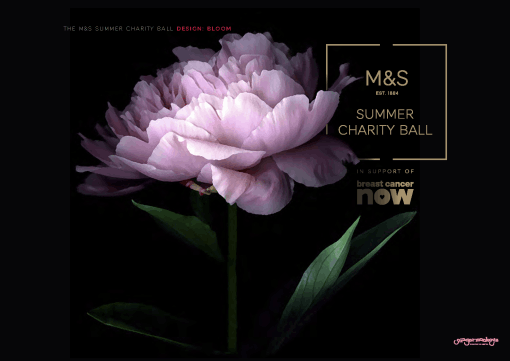 THE M&S SUMMER CHARITY BALL DESIGN: BLOOM
M&S
EST. 1884
SUMMER
CHARITY BALL
IN SUPPORT OF
breast cancer
now